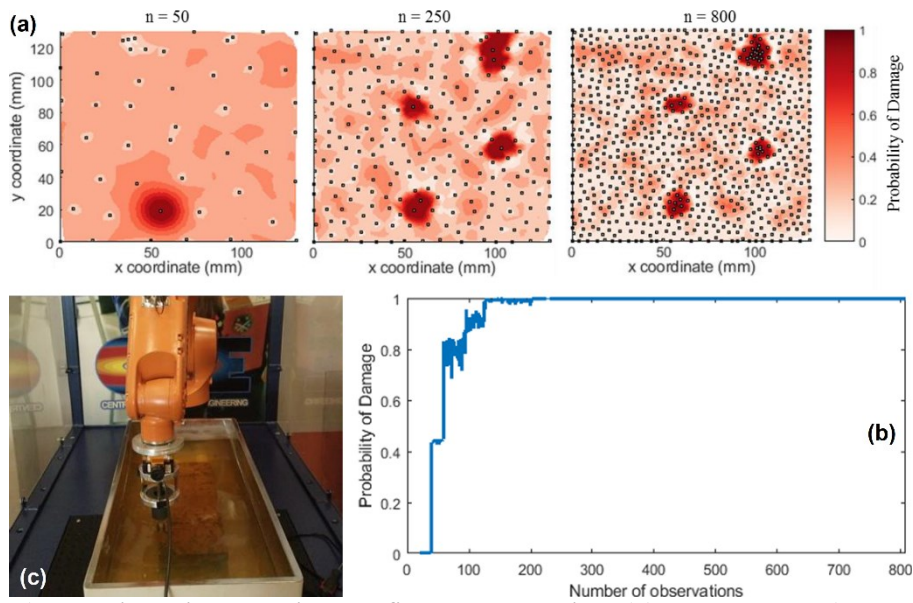 (a)
n = 50
n = 250
n = 800
y coordinate (mm)
120
100
80
60
40
20
0
0
50
100
x coordinate (mm)
0
50
100
x coordinate (mm)
0
50
100
x coordinate (mm)
1
0.8
0.6
0.4
0.2
0
Probability of Damage
(c)
CENT
ENGINEERING
Probability of Damage
1
0.8
0.6
0.4
0.2
0
0
100
200
300
400
500
600
700
800
Number of observations
(b)